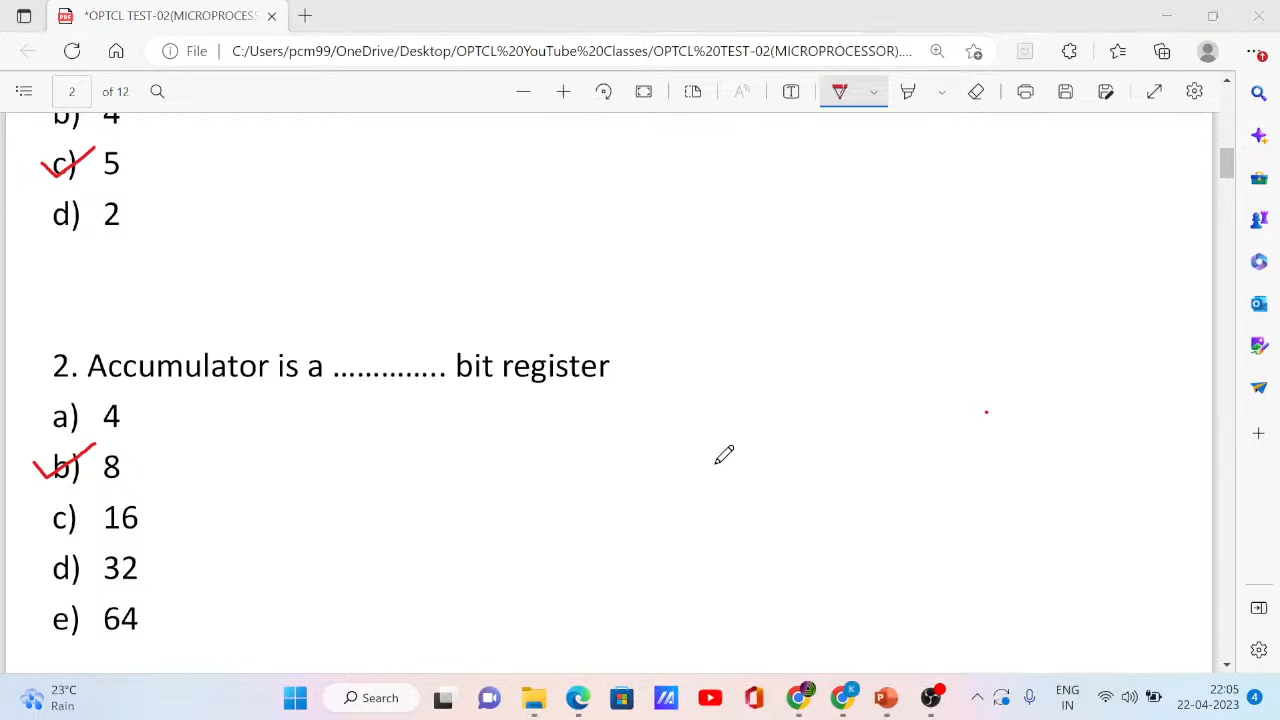 *OPTCL TEST-02(MICROPROCESS
File C:/Users/pcm99/OneDrive/Desktop/OPTCL%20YouTube%20Classes/OPTCL%20TEST-02(MICROPROCESSOR)....
2 of 12
b) 4
c) 5
d) 2
2. Accumulator is a .............. bit register
a) 4
b) 8
c) 16
d) 32
e) 64
23°C
Rain
Search
ENG
IN
22:05
22-04-2023
4